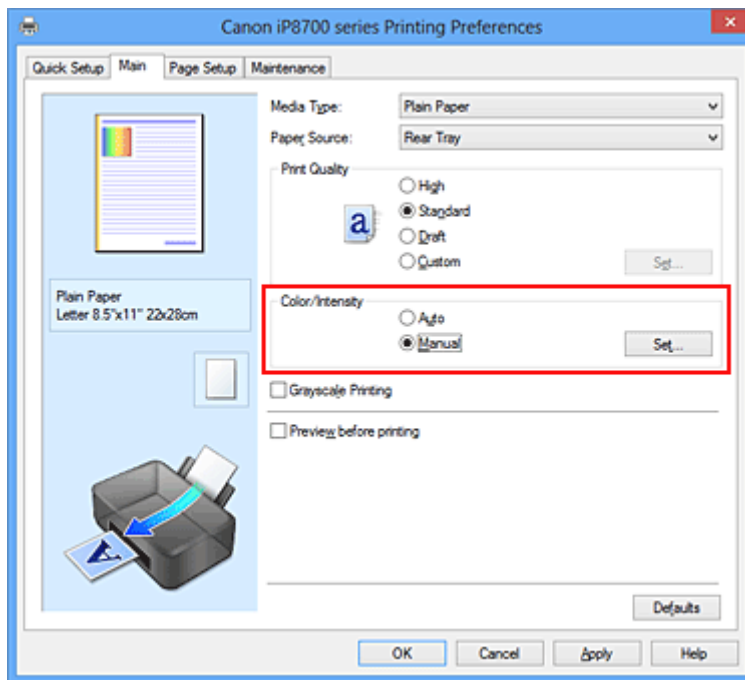 Canon iP8700 series Printing Preferences
Quick Setup Main Page Setup Maintenance
Media Type: Plain Paper
Paper Source: Rear Tray
Print Quality
High
a Standard
Draft
Custom Set...
Plain Paper
Letter 8.5"x11" 22x28cm
Color/Intensity
Auto
Manual Set...
Grayscale Printing
Preview before printing
A
Defaults
OK Cancel Apply Help